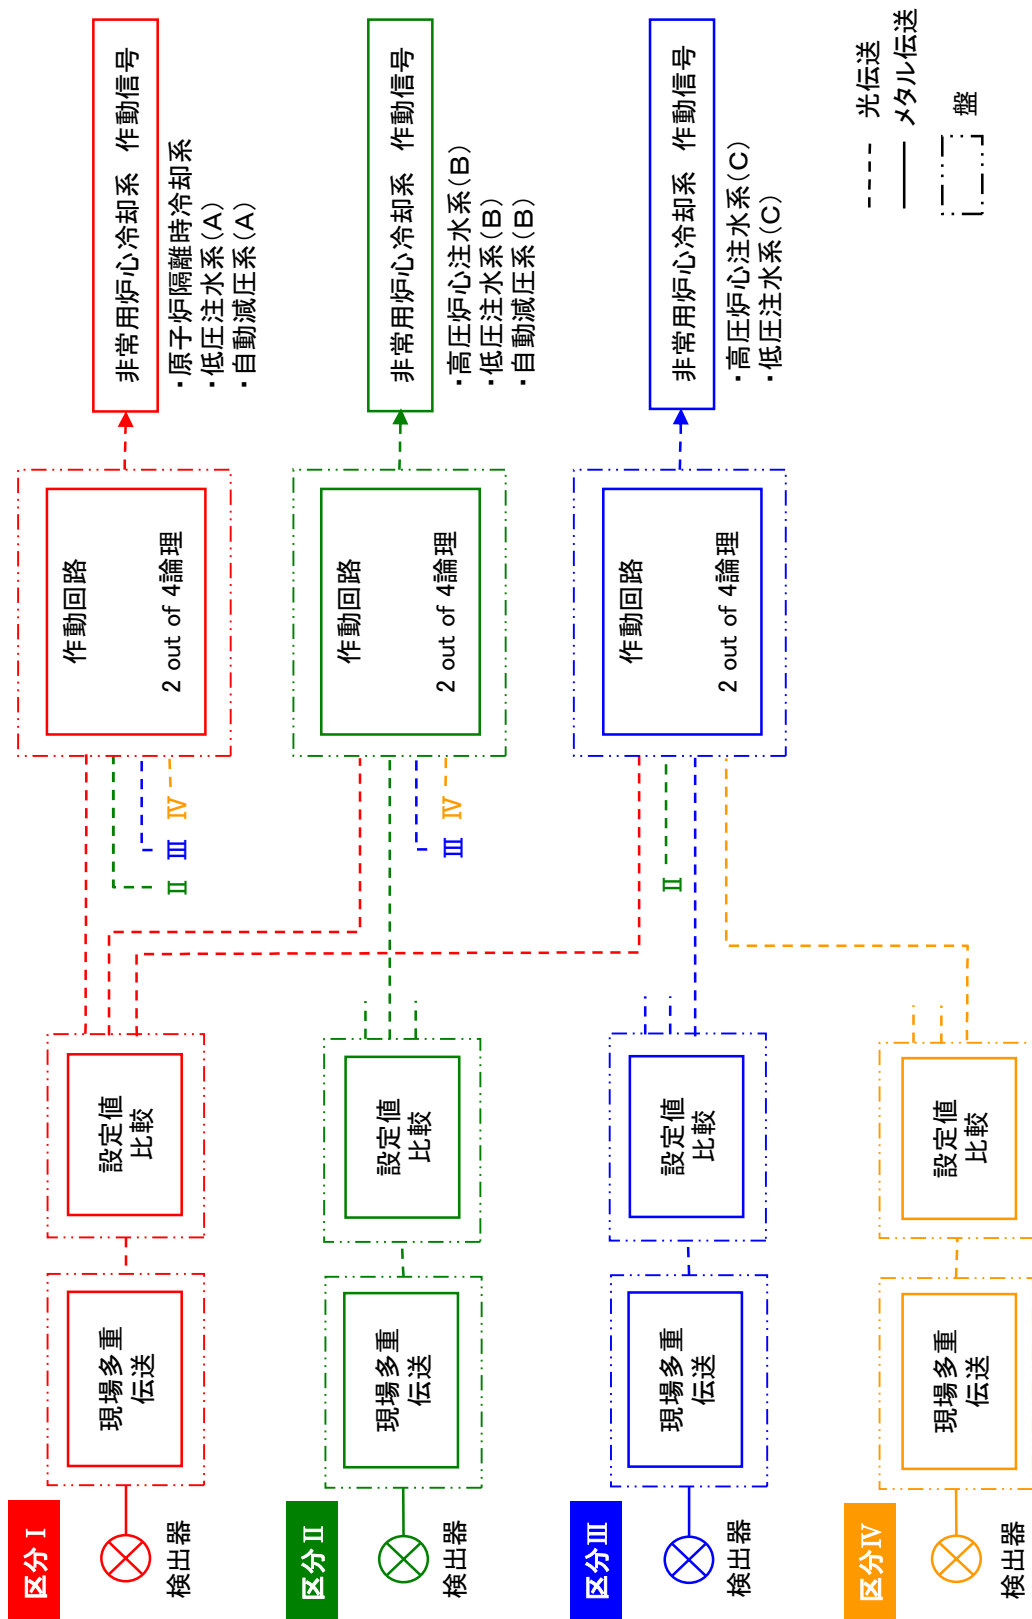 区分Ⅰ
検出器
現場多重
伝送
設定値
比較
Ⅱ
Ⅲ
Ⅳ
作動回路
2 out of 4論理
非常用炉心冷却系 作動信号
・原子炉隔離時冷却系
・低圧注水系(A)
・自動減圧系(A)
区分Ⅱ
検出器
現場多重
伝送
設定値
比較
Ⅲ
Ⅳ
作動回路
2 out of 4論理
非常用炉心冷却系 作動信号
・高圧炉心注水系(B)
・低圧注水系(B)
・自動減圧系(B)
区分Ⅲ
検出器
現場多重
伝送
設定値
比較
Ⅱ
作動回路
2 out of 4論理
非常用炉心冷却系 作動信号
・高圧炉心注水系(C)
・低圧注水系(C)
区分Ⅳ
検出器
現場多重
伝送
設定値
比較
光伝送
メタル伝送
盤